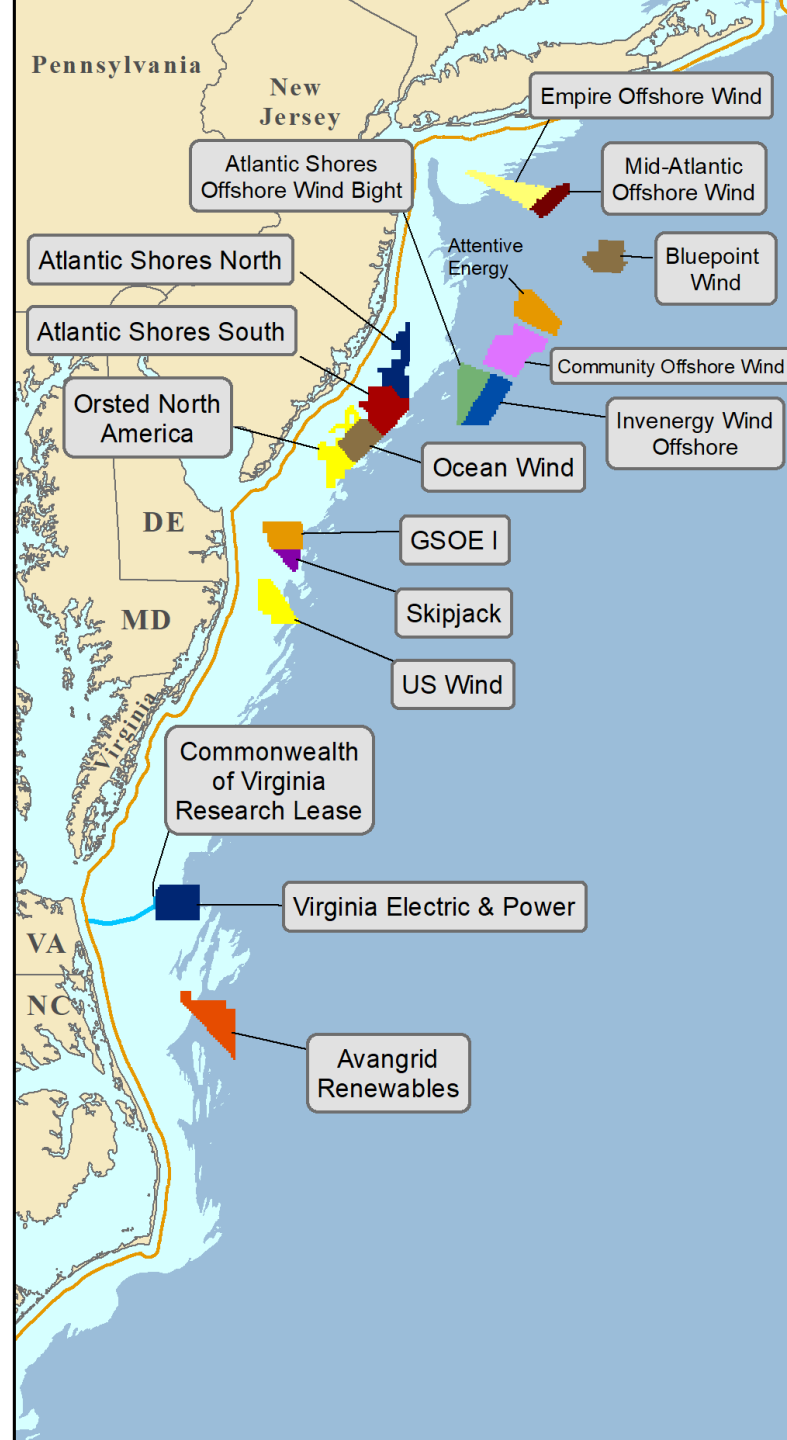 Pennsylvania
New
Jersey
Empire Offshore Wind
Atlantic Shores
Offshore Wind Bight
Mid-Atlantic
Offshore Wind
Attentive
Energy
Bluepoint
Wind
Atlantic Shores North
Atlantic Shores South
Community Offshore Wind
Orsted North
America
Invenergy Wind
Offshore
Ocean Wind
DE
GSOE I
Skipjack
MD
US Wind
Virginia
Commonwealth
of Virginia
Research Lease
Virginia Electric & Power
VA
NC
Avangrid
Renewables